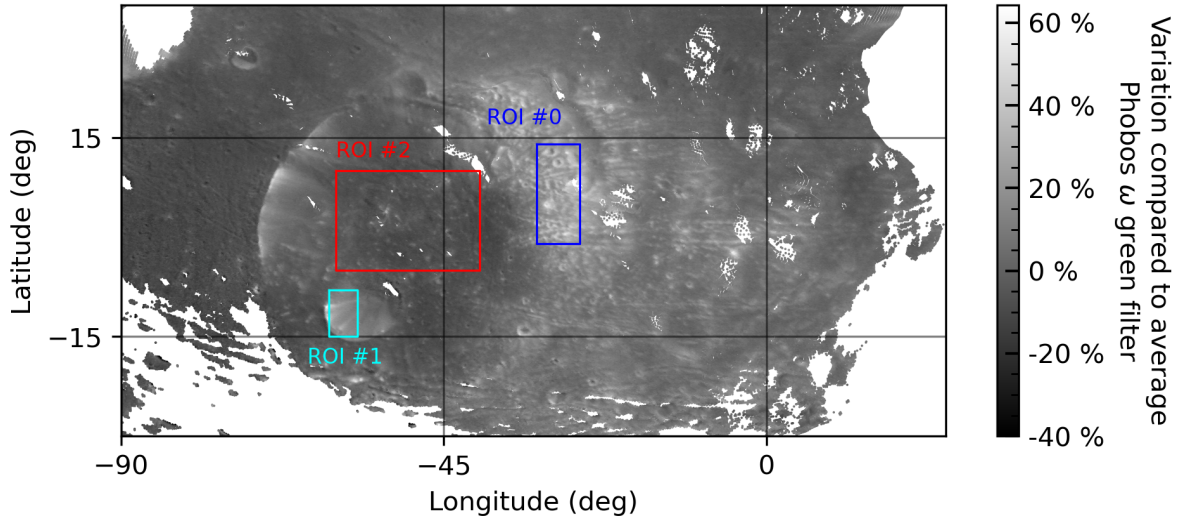 ROI #0
ROI #2
ROI #1
15
−15
Latitude (deg)
−90
−45
0
Longitude (deg)
60 %
40 %
20 %
0 %
-20 %
-40 %
Variation compared to average
Phobos ω green filter